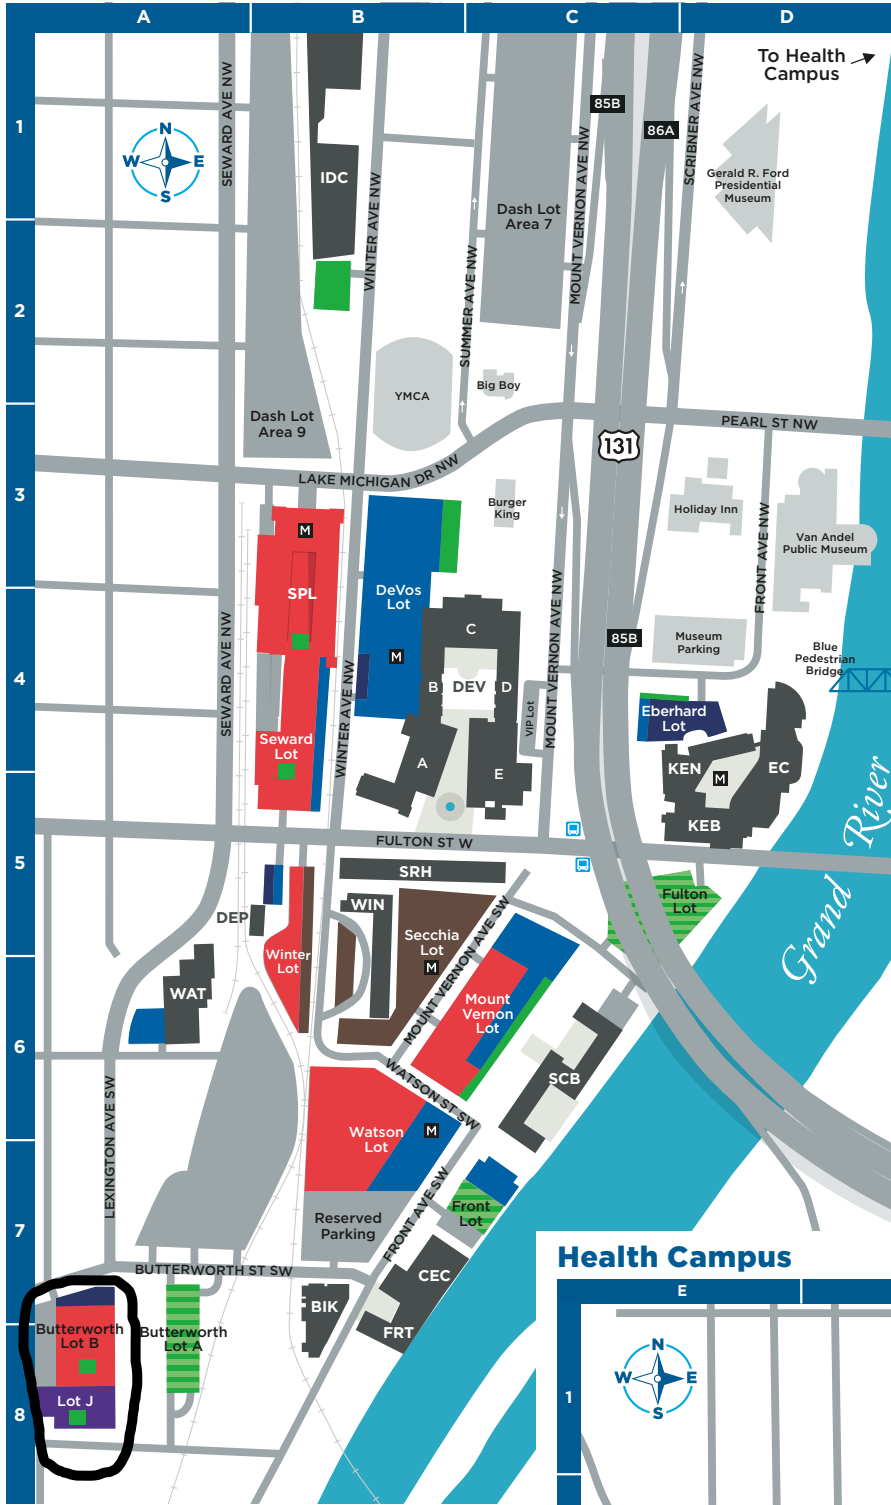 A
B
C
D
1
2
3
4
5
6
7
8
N
W
E
S
SEWARD AVE NW
IDC
WINTER AVE NW
SUMMER AVE NW
Dash Lot
Area 7
MOUNT VERNON AVE NW
85B
86A
SCRIBNER AVE NW
To Health
Campus
Gerald R. Ford
Presidential
Museum
YMCA
Big Boy
Dash Lot
Area 9
LAKE MICHIGAN DR NW
PEARL ST NW
131
M
SPL
DeVos
Lot
M
Burger
King
Holiday Inn
Van Andel
Public Museum
FRONT AVE NW
MOUNT VERNON AVE NW
85B
Museum
Parking
Blue
Pedestrian
Bridge
SEWARD AVE NW
WINTER AVE NW
C
B
DEV
D
A
E
VIP Lot
Seward
Lot
Eberhard
Lot
KEN
M
EC
KEB
Grand River
FULTON ST W
SRH
WIN
DEP
Winter
Lot
Secchia
Lot
M
MOUNT VERNON AVE SW
Fulton
Lot
WAT
Mount
Vernon
Lot
SCB
WATSON ST SW
Watson
Lot
M
LEXINGTON AVE SW
Reserved
Parking
FRONT AVE SW
Front
Lot
BUTTERWORTH ST SW
BIK
CEC
FRT
Butterworth
Lot B
Butterworth
Lot A
Lot J
Health Campus
E
1
N
W
E
S